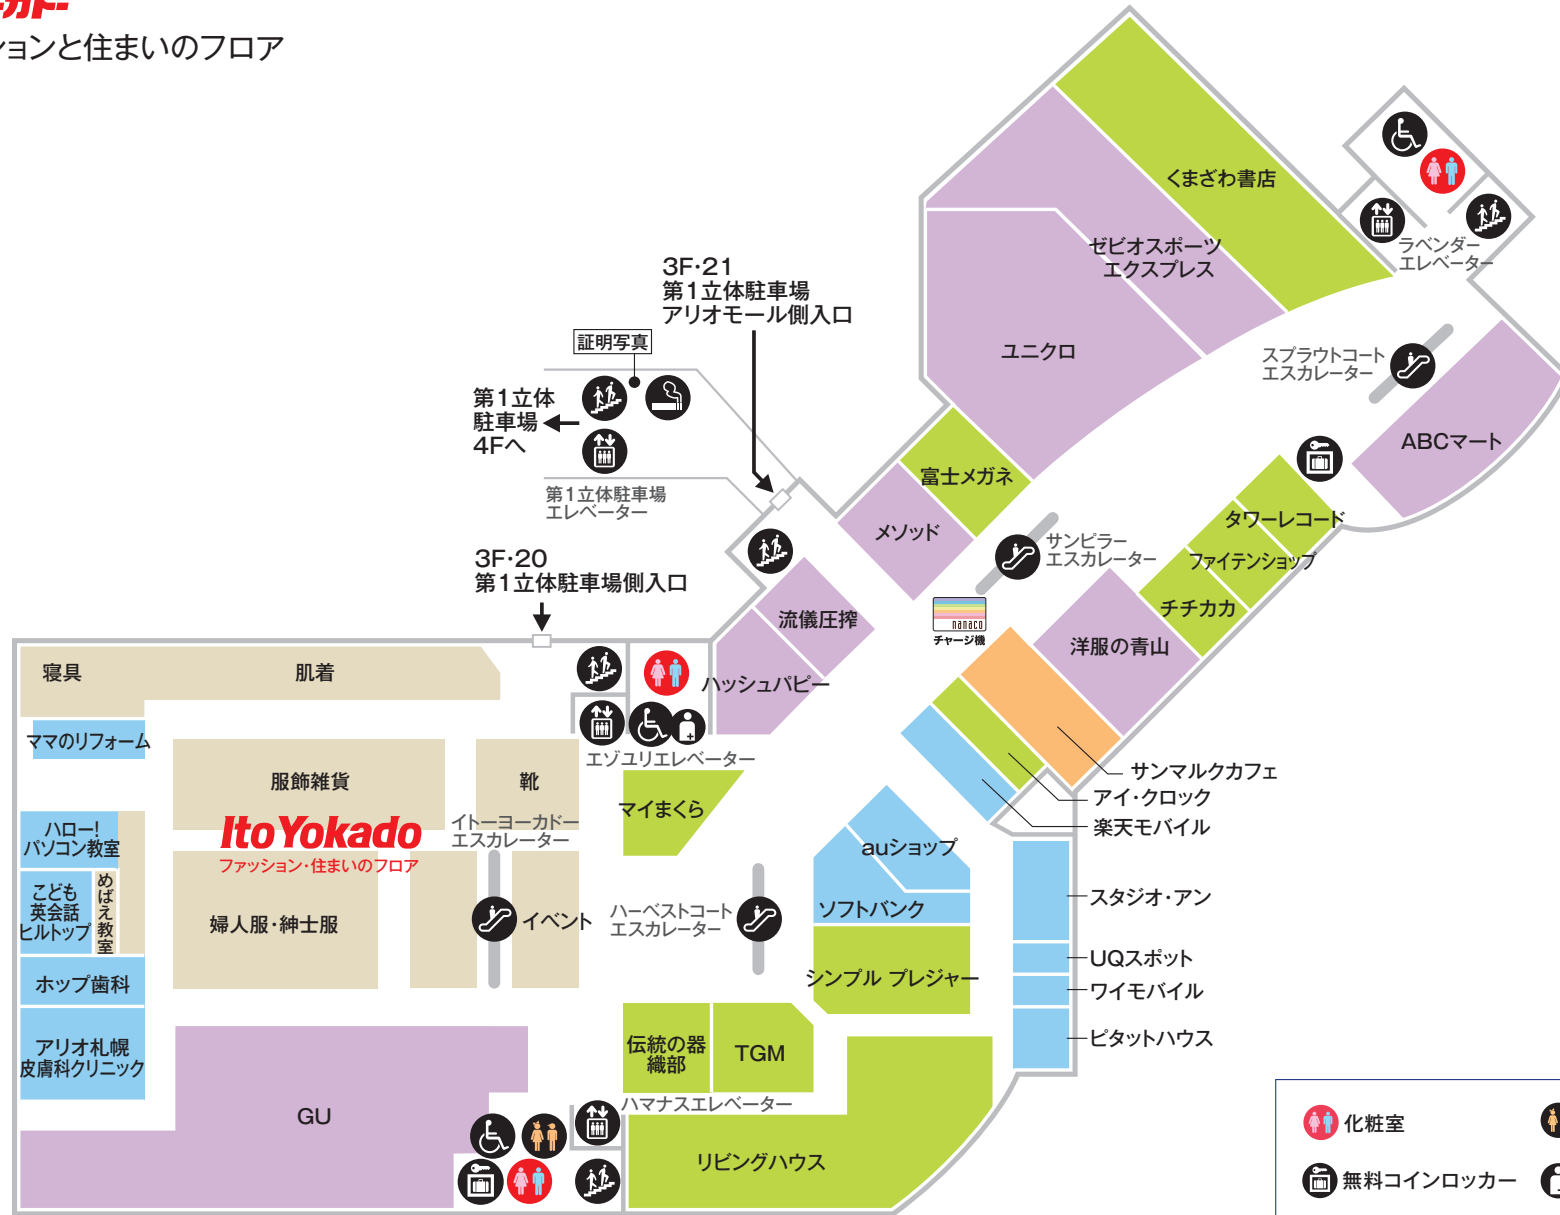 ーカドー
ションと住まいのフロア
くまざわ書店
ゼビオスポーツ
エクスプレス
ユニクロ
ラベンダー
エレベーター
3F・21
第1立体駐車場
アリオモール側入口
証明写真
第1立体
駐車場
4Fへ
第1立体駐車場
エレベーター
スプラウトコート
エスカレーター
ABCマート
富士メガネ
メソッド
タワーレコード
ファイテンショップ
チチカカ
サンピラー
エスカレーター
nanaco
チャージ機
洋服の青山
3F・20
第1立体駐車場側入口
流儀圧搾
ハッシュパピー
寝具
肌着
ママのリフォーム
エゾユリエレベーター
服飾雑貨
靴
マイまくら
サンマルクカフェ
アイ・クロック
楽天モバイル
ItoYokado
ファッション・住まいのフロア
イトーヨーカドー
エスカレーター
ハロー!
パソコン教室
こども
英会話
ヒルトップ
めばえ教室
婦人服・紳士服
イベント
ハーベストコート
エスカレーター
auショップ
ソフトバンク
シンプル プレジャー
スタジオ・アン
UQスポット
ワイモバイル
ピタットハウス
ホップ歯科
アリオ札幌
皮膚科クリニック
GU
伝統の器
織部
TGM
ハマナスエレベーター
リビングハウス
化粧室
無料コインロッカー